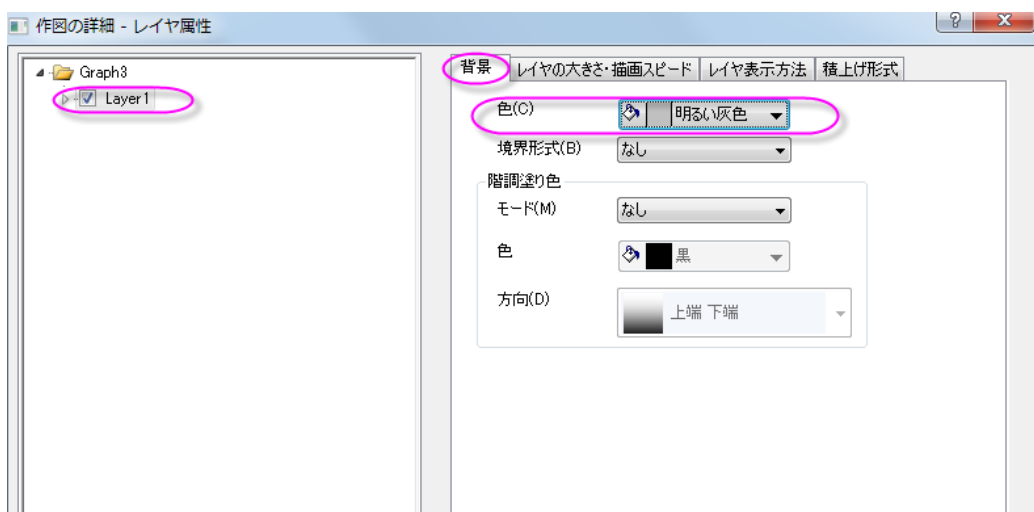 作図の詳細 - レイヤ属性
?
X
Graph3
Layer1
背景 レイヤの大きさ・描画スピード レイヤ表示方法 積上げ形式
色(C) 明るい灰色
境界形式(B) なし
階調塗り色
モード(M) なし
色 黒
方向(D) 上端 下端